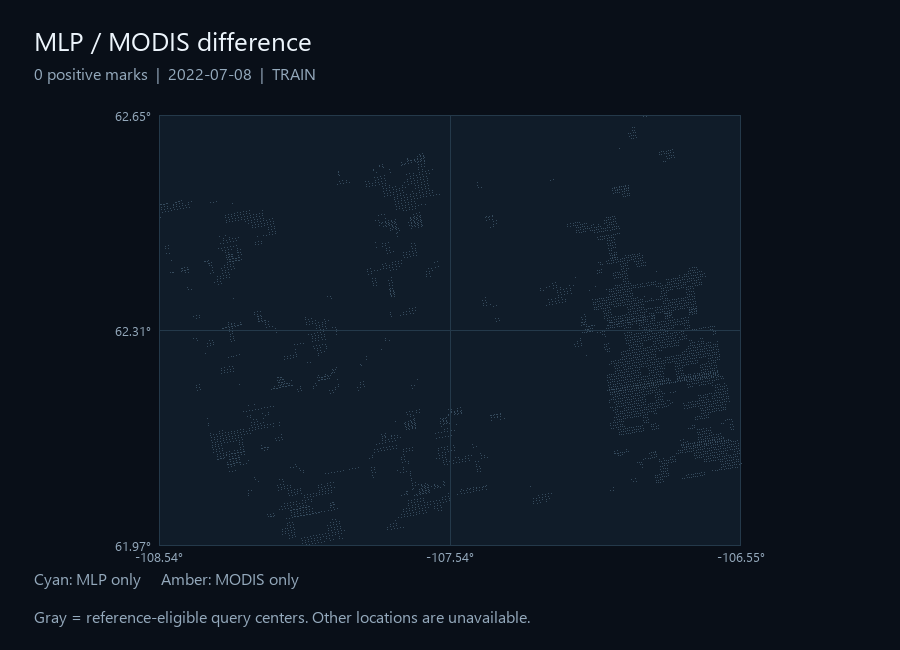 MLP / MODIS difference
0 positive marks | 2022-07-08 | TRAIN
62.65°
62.31°
61.97°
-108.54° -107.54° -106.55°
Cyan: MLP only Amber: MODIS only
Gray = reference-eligible query centers. Other locations are unavailable.